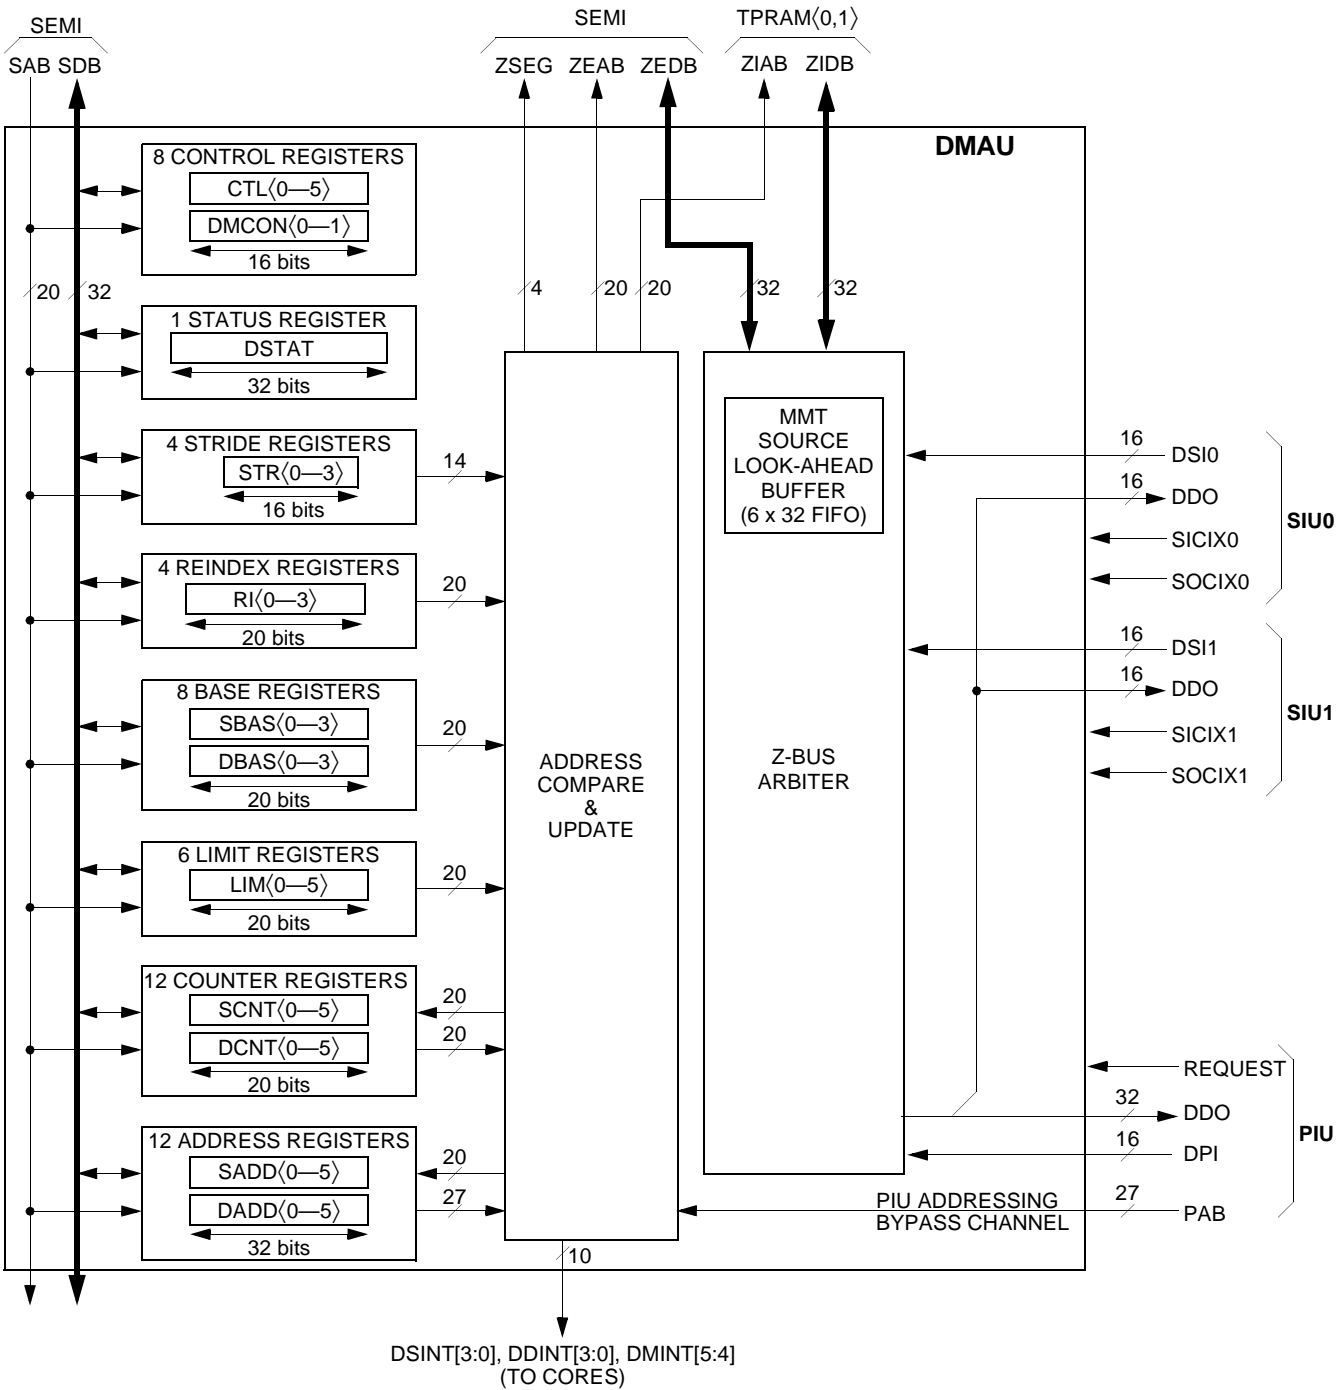 SEMI
SAB SDB
SEMI
ZSEG ZEAB ZEDB
TPRAM⟨0,1⟩
ZIAB ZIDB
DMAU
8 CONTROL REGISTERS
CTL⟨0—5⟩
DMCON⟨0—1⟩
16 bits
20
32
4
20
20
32
32
1 STATUS REGISTER
DSTAT
32 bits
4 STRIDE REGISTERS
STR⟨0—3⟩
16 bits
14
4 REINDEX REGISTERS
RI⟨0—3⟩
20 bits
20
8 BASE REGISTERS
SBAS⟨0—3⟩
DBAS⟨0—3⟩
20 bits
20
6 LIMIT REGISTERS
LIM⟨0—5⟩
20 bits
20
12 COUNTER REGISTERS
SCNT⟨0—5⟩
DCNT⟨0—5⟩
20 bits
20
20
12 ADDRESS REGISTERS
SADD⟨0—5⟩
DADD⟨0—5⟩
32 bits
20
27
ADDRESS
COMPARE
&
UPDATE
MMT
SOURCE
LOOK-AHEAD
BUFFER
(6 x 32 FIFO)
Z-BUS
ARBITER
16
DSI0
16
DDO
SICIX0
SOCIX0
SIU0
16
DSI1
16
DDO
SICIX1
SOCIX1
SIU1
REQUEST
32
DDO
16
DPI
27
PAB
PIU
PIU ADDRESSING
BYPASS CHANNEL
10
DSINT[3:0], DDINT[3:0], DMINT[5:4]
(TO CORES)